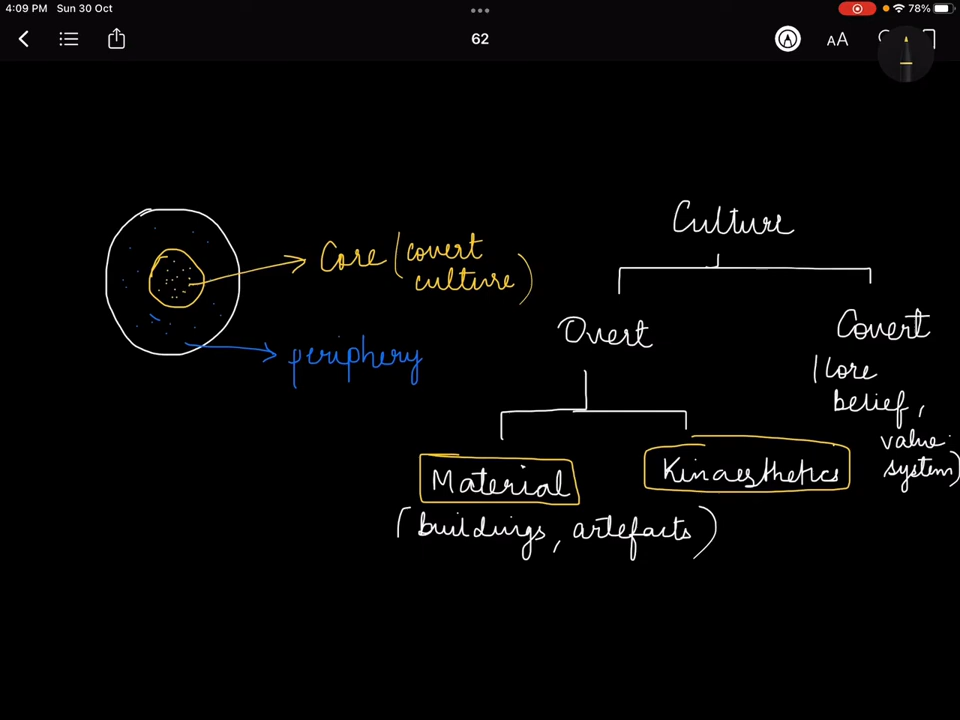 4:09 PM Sun 30 Oct
78%
62
AA
Culture
Core (covert
culture)
Overt
Covert
periphery
(core
belief,
value
system)
Material
Kinaesthetics
(buildings, artefacts)